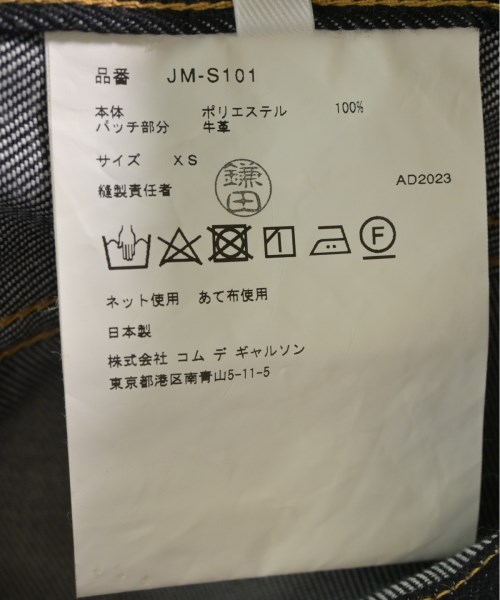 品番 JM-S101
本体 ポリエステル 100%
パッチ部分 牛革
サイズ XS
縫製責任者 鎌田
AD2023
F
ネット使用 あて布使用
日本製
株式会社 コム デ ギャルソン
東京都港区南青山5-11-5